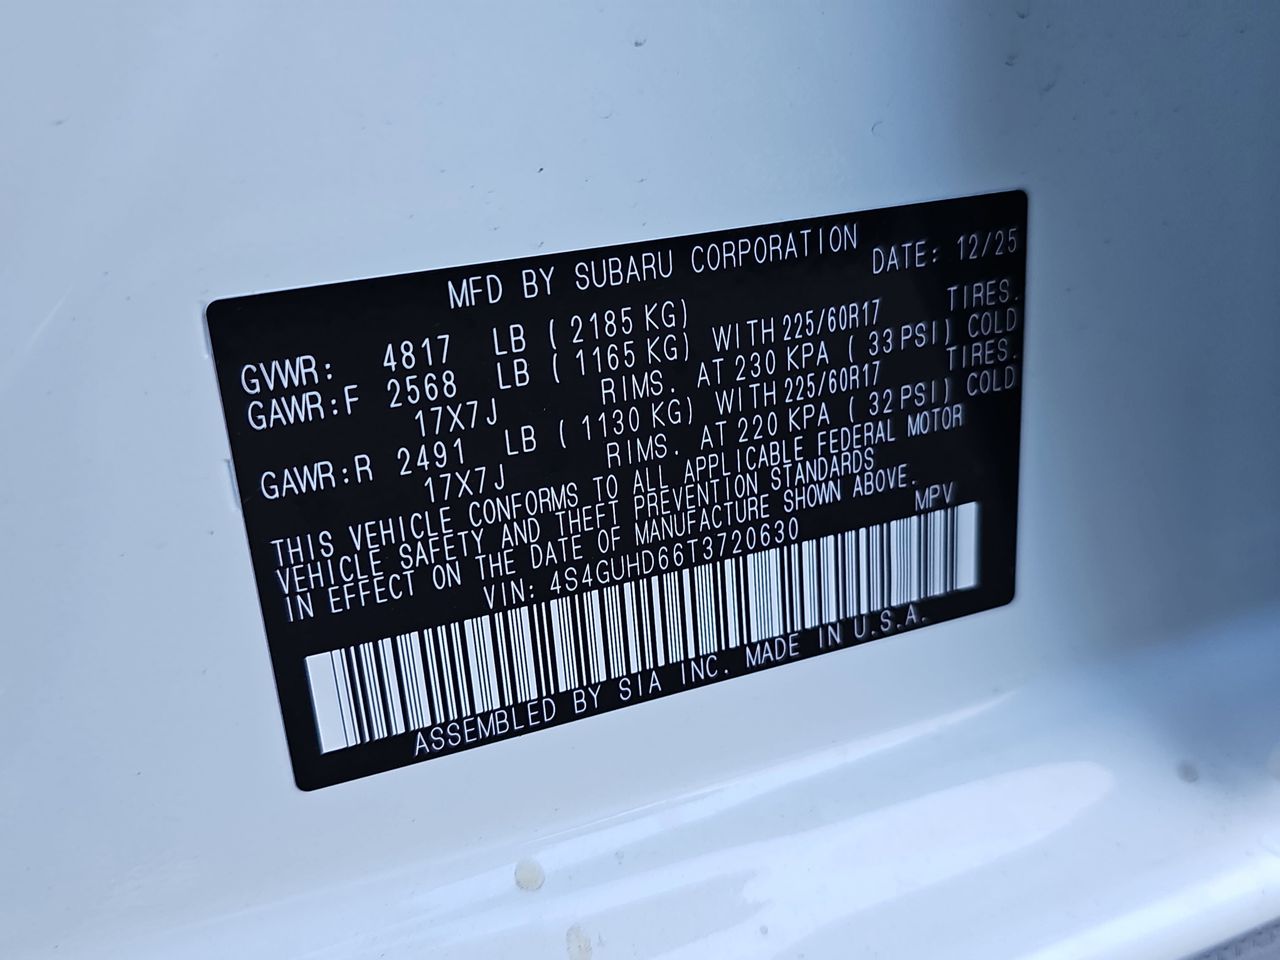 MFD BY SUBARU CORPORATION DATE: 12/25
GVWR: 4817 LB ( 2185 KG)
GAWR:F 2568 LB ( 1165 KG) WITH 225/60R17 TIRES.
17X7J RIMS. AT 230 KPA ( 33 PSI) COLD
GAWR:R 2491 LB ( 1130 KG) WITH 225/60R17 TIRES.
17X7J RIMS. AT 220 KPA ( 32 PSI) COLD
THIS VEHICLE CONFORMS TO ALL APPLICABLE FEDERAL MOTOR
VEHICLE SAFETY AND THEFT PREVENTION STANDARDS
IN EFFECT ON THE DATE OF MANUFACTURE SHOWN ABOVE.
VIN: 4S4GUHD66T3720630 MPV
ASSEMBLED BY SIA INC. MADE IN U.S.A.